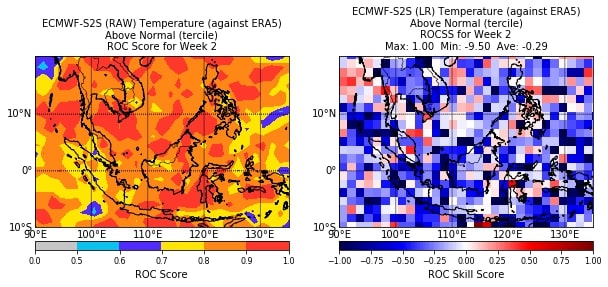 ECMWF-S2S (RAW) Temperature (against ERA5)
Above Normal (tercile)
ROC Score for Week 2
10°N
0°
10°S
90°E 100°E 110°E 120°E 130°E
0.0 0.5 0.6 0.7 0.8 0.9 1.0
ROC Score
ECMWF-S2S (LR) Temperature (against ERA5)
Above Normal (tercile)
ROCSS for Week 2
Max: 1.00 Min: -9.50 Ave: -0.29
10°N
0°
10°S
90°E 100°E 110°E 120°E 130°E
−1.00 −0.75 −0.50 −0.25 0.00 0.25 0.50 0.75 1.00
ROC Skill Score